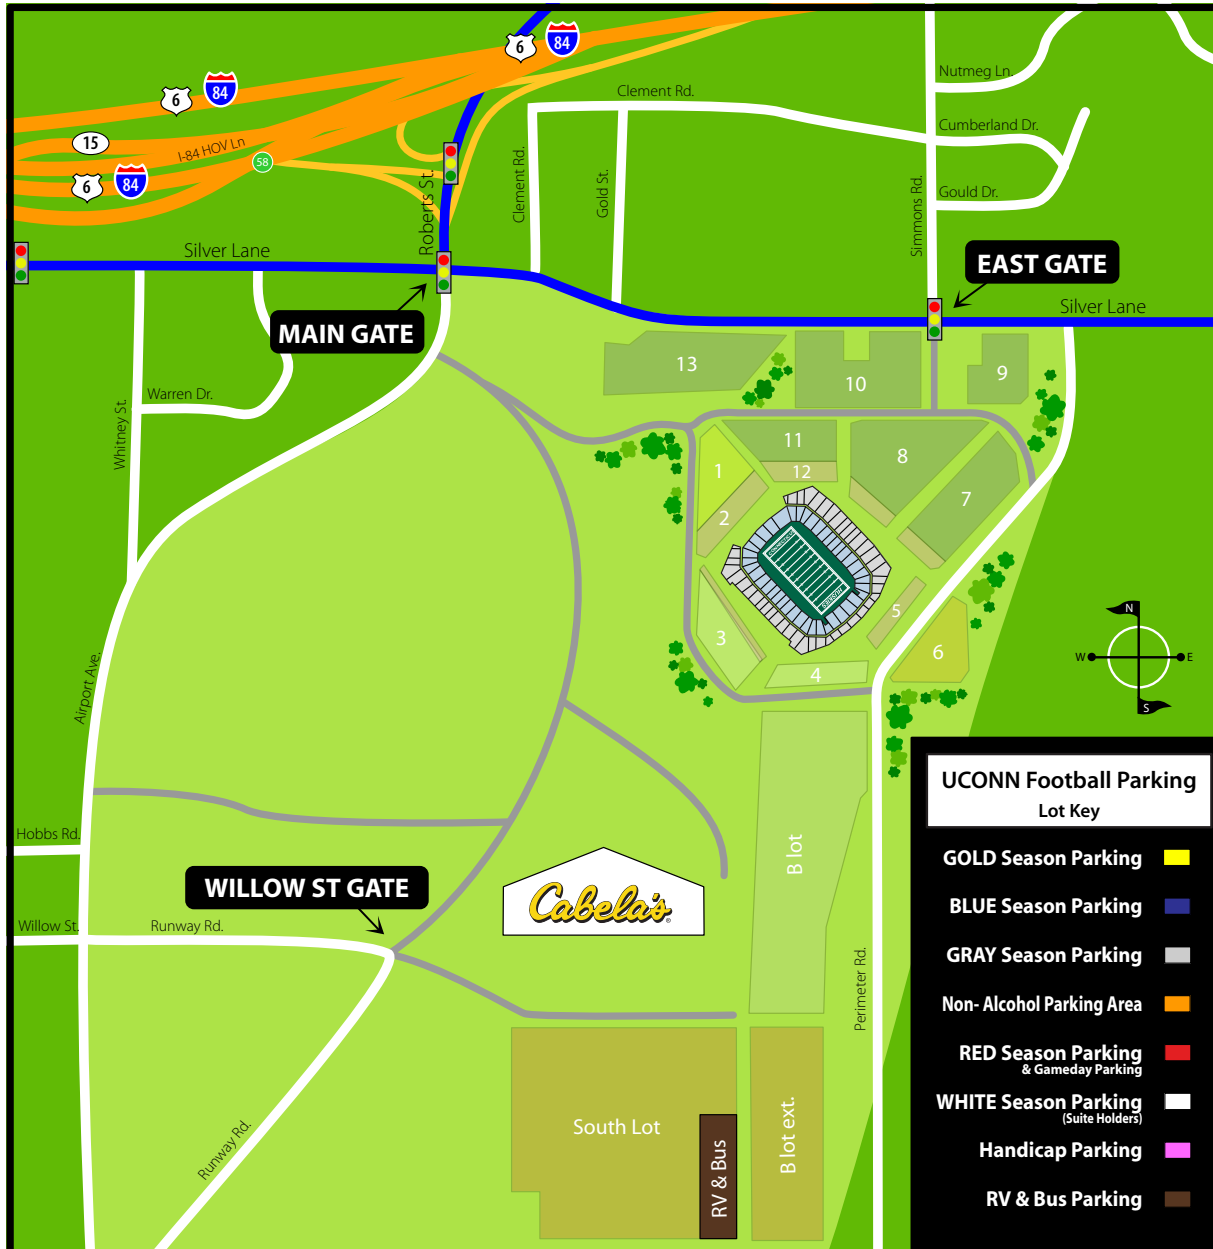 6
84
6
84
15
I-84 HOV Ln
58
6
84
Roberts St.
Clement Rd.
Clement Rd.
Gold St.
Simmons Rd.
Nutmeg Ln.
Cumberland Dr.
Gould Dr.
Silver Lane
Silver Lane
EAST GATE
MAIN GATE
Whitney St.
Warren Dr.
13
10
9
11
12
8
7
1
2
3
4
5
6
CONNECTICUT
HUSKIES
N
W
E
S
Airport Ave.
Hobbs Rd.
Willow St.
Runway Rd.
WILLOW ST GATE
Cabela's
®
B lot
Perimeter Rd.
Runway Rd.
South Lot
RV & Bus
B lot ext.
UCONN Football Parking
Lot Key
GOLD Season Parking
BLUE Season Parking
GRAY Season Parking
Non- Alcohol Parking Area
RED Season Parking
& Gameday Parking
WHITE Season Parking
(Suite Holders)
Handicap Parking
RV & Bus Parking